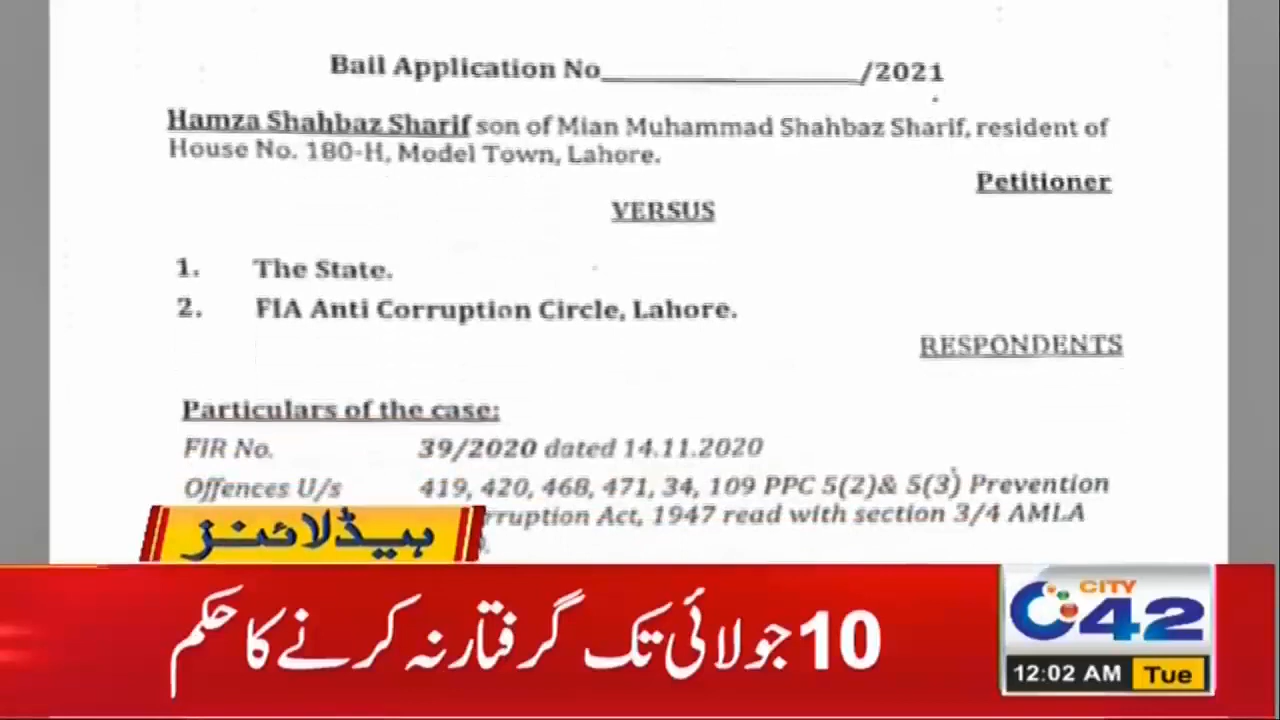 Bail Application No____________________/2021
Hamza Shahbaz Sharif son of Mian Muhammad Shahbaz Sharif, resident of
House No. 180-H, Model Town, Lahore.
Petitioner
VERSUS
1. The State.
2. FIA Anti Corruption Circle, Lahore.
RESPONDENTS
Particulars of the case:
FIR No. 39/2020 dated 14.11.2020
Offences U/s 419, 420, 468, 471, 34, 109 PPC 5(2)& 5(3) Prevention
rruption Act, 1947 read with section 3/4 AMLA
ہیڈلائنز
10 جولائی تک گرفتار نہ کرنے کا حکم
CITY
42
12:02 AM Tue